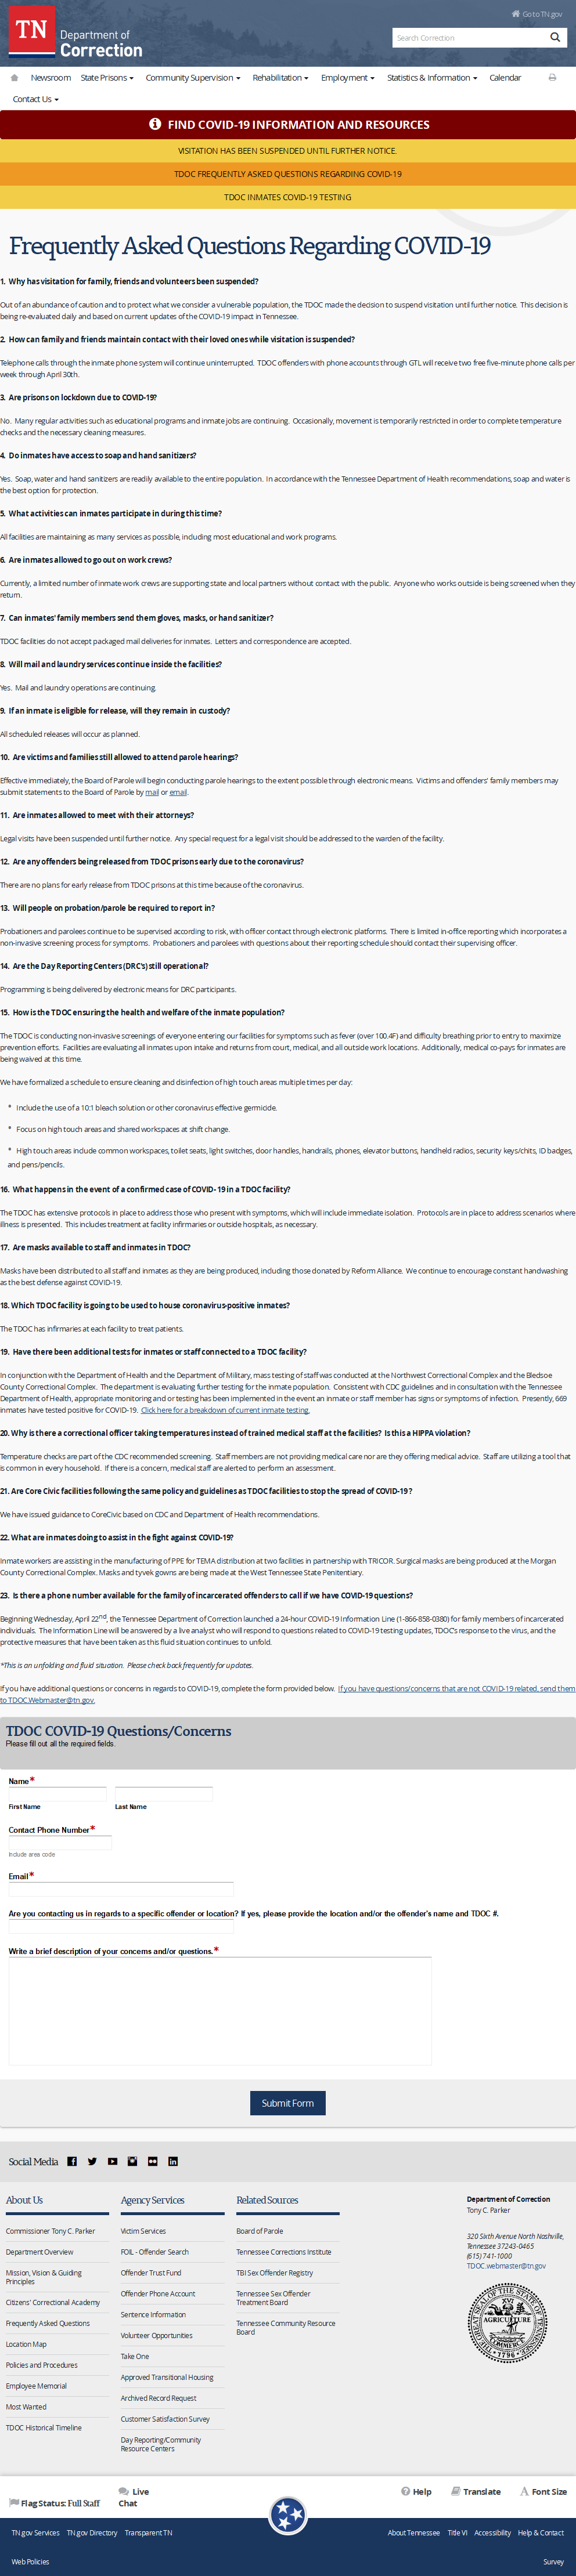 Go to TN.gov
TN
Department of
Correction
Search Correction
Newsroom State Prisons Community Supervision Rehabilitation Employment Statistics & Information Calendar
Contact Us
FIND COVID-19 INFORMATION AND RESOURCES
VISITATION HAS BEEN SUSPENDED UNTIL FURTHER NOTICE.
TDOC FREQUENTLY ASKED QUESTIONS REGARDING COVID-19
TDOC INMATES COVID-19 TESTING
Frequently Asked Questions Regarding COVID-19
1. Why has visitation for family, friends and volunteers been suspended?
Out of an abundance of caution and to protect what we consider a vulnerable population, the TDOC made the decision to suspend visitation until further notice. This decision is
being re-evaluated daily and based on current updates of the COVID-19 impact in Tennessee.
2. How can family and friends maintain contact with their loved ones while visitation is suspended?
Telephone calls through the inmate phone system will continue uninterrupted. TDOC offenders with phone accounts through GTL will receive two free five-minute phone calls per
week through April 30th.
3. Are prisons on lockdown due to COVID-19?
No. Many regular activities such as educational programs and inmate jobs are continuing. Occasionally, movement is temporarily restricted in order to complete temperature
checks and the necessary cleaning measures.
4. Do inmates have access to soap and hand sanitizers?
Yes. Soap, water and hand sanitizers are readily available to the entire population. In accordance with the Tennessee Department of Health recommendations, soap and water is
the best option for protection.
5. What activities can inmates participate in during this time?
All facilities are maintaining as many services as possible, including most educational and work programs.
6. Are inmates allowed to go out on work crews?
Currently, a limited number of inmate work crews are supporting state and local partners without contact with the public. Anyone who works outside is being screened when they
return.
7. Can inmates' family members send them gloves, masks, or hand sanitizer?
TDOC facilities do not accept packaged mail deliveries for inmates. Letters and correspondence are accepted.
8. Will mail and laundry services continue inside the facilities?
Yes. Mail and laundry operations are continuing.
9. If an inmate is eligible for release, will they remain in custody?
All scheduled releases will occur as planned.
10. Are victims and families still allowed to attend parole hearings?
Effective immediately, the Board of Parole will begin conducting parole hearings to the extent possible through electronic means. Victims and offenders' family members may
submit statements to the Board of Parole by mail or email.
11. Are inmates allowed to meet with their attorneys?
Legal visits have been suspended until further notice. Any special request for a legal visit should be addressed to the warden of the facility.
12. Are any offenders being released from TDOC prisons early due to the coronavirus?
There are no plans for early release from TDOC prisons at this time because of the coronavirus.
13. Will people on probation/parole be required to report in?
Probationers and parolees continue to be supervised according to risk, with officer contact through electronic platforms. There is limited in-office reporting which incorporates a
non-invasive screening process for symptoms. Probationers and parolees with questions about their reporting schedule should contact their supervising officer.
14. Are the Day Reporting Centers (DRC's) still operational?
Programming is being delivered by electronic means for DRC participants.
15. How is the TDOC ensuring the health and welfare of the inmate population?
The TDOC is conducting non-invasive screenings of everyone entering our facilities for symptoms such as fever (over 100.4F) and difficulty breathing prior to entry to maximize
prevention efforts. Facilities are evaluating all inmates upon intake and returns from court, medical, and all outside work locations. Additionally, medical co-pays for inmates are
being waived at this time.
We have formalized a schedule to ensure cleaning and disinfection of high touch areas multiple times per day:
* Include the use of a 10:1 bleach solution or other coronavirus effective germicide.
* Focus on high touch areas and shared workspaces at shift change.
* High touch areas include common workspaces, toilet seats, light switches, door handles, handrails, phones, elevator buttons, handheld radios, security keys/chits, ID badges,
and pens/pencils.
16. What happens in the event of a confirmed case of COVID- 19 in a TDOC facility?
The TDOC has extensive protocols in place to address those who present with symptoms, which will include immediate isolation. Protocols are in place to address scenarios where
illness is presented. This includes treatment at facility infirmaries or outside hospitals, as necessary.
17. Are masks available to staff and inmates in TDOC?
Masks have been distributed to all staff and inmates as they are being produced, including those donated by Reform Alliance. We continue to encourage constant handwashing
as the best defense against COVID-19.
18. Which TDOC facility is going to be used to house coronavirus-positive inmates?
The TDOC has infirmaries at each facility to treat patients.
19. Have there been additional tests for inmates or staff connected to a TDOC facility?
In conjunction with the Department of Health and the Department of Military, mass testing of staff was conducted at the Northwest Correctional Complex and the Bledsoe
County Correctional Complex. The department is evaluating further testing for the inmate population. Consistent with CDC guidelines and in consultation with the Tennessee
Department of Health, appropriate monitoring and or testing has been implemented in the event an inmate or staff member has signs or symptoms of infection. Presently, 669
inmates have tested positive for COVID-19. Click here for a breakdown of current inmate testing.
20. Why is there a correctional officer taking temperatures instead of trained medical staff at the facilities? Is this a HIPPA violation?
Temperature checks are part of the CDC recommended screening. Staff members are not providing medical care nor are they offering medical advice. Staff are utilizing a tool that
is common in every household. If there is a concern, medical staff are alerted to perform an assessment.
21. Are Core Civic facilities following the same policy and guidelines as TDOC facilities to stop the spread of COVID-19 ?
We have issued guidance to CoreCivic based on CDC and Department of Health recommendations.
22. What are inmates doing to assist in the fight against COVID-19?
Inmate workers are assisting in the manufacturing of PPE for TEMA distribution at two facilities in partnership with TRICOR. Surgical masks are being produced at the Morgan
County Correctional Complex. Masks and tyvek gowns are being made at the West Tennessee State Penitentiary.
23. Is there a phone number available for the family of incarcerated offenders to call if we have COVID-19 questions?
Beginning Wednesday, April 22nd, the Tennessee Department of Correction launched a 24-hour COVID-19 Information Line (1-866-858-0380) for family members of incarcerated
individuals. The Information Line will be answered by a live analyst who will respond to questions related to COVID-19 testing updates, TDOC's response to the virus, and the
protective measures that have been taken as this fluid situation continues to unfold.
*This is an unfolding and fluid situation. Please check back frequently for updates.
If you have additional questions or concerns in regards to COVID-19, complete the form provided below. If you have questions/concerns that are not COVID-19 related, send them
to TDOC.Webmaster@tn.gov.
TDOC COVID-19 Questions/Concerns
Please fill out all the required fields.
Name*
First Name Last Name
Contact Phone Number*
Include area code
Email*
Are you contacting us in regards to a specific offender or location? If yes, please provide the location and/or the offender's name and TDOC #.
Write a brief description of your concerns and/or questions.*
Submit Form
Social Media
About Us
Commissioner Tony C. Parker
Department Overview
Mission, Vision & Guiding
Principles
Citizens' Correctional Academy
Frequently Asked Questions
Location Map
Policies and Procedures
Employee Memorial
Most Wanted
TDOC Historical Timeline
Agency Services
Victim Services
FOIL - Offender Search
Offender Trust Fund
Offender Phone Account
Sentence Information
Volunteer Opportunities
Take One
Approved Transitional Housing
Archived Record Request
Customer Satisfaction Survey
Day Reporting/Community
Resource Centers
Related Sources
Board of Parole
Tennessee Corrections Institute
TBI Sex Offender Registry
Tennessee Sex Offender
Treatment Board
Tennessee Community Resource
Board
Department of Correction
Tony C. Parker
320 Sixth Avenue North Nashville,
Tennessee 37243-0465
(615) 741-1000
TDOC.webmaster@tn.gov
Flag Status: Full Staff
Live
Chat
Help Translate Font Size
TN.gov Services TN.gov Directory Transparent TN
About Tennessee Title VI Accessibility Help & Contact
Web Policies
Survey